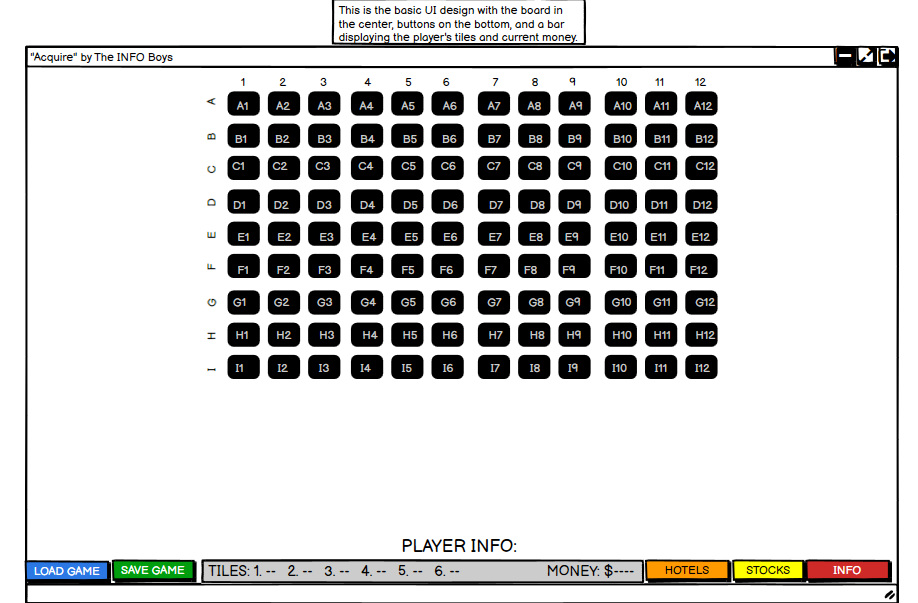 This is the basic UI design with the board in
the center, buttons on the bottom, and a bar
displaying the player's tiles and current money.
"Acquire" by The INFO Boys
1 2 3 4 5 6 7 8 9 10 11 12
A A1 A2 A3 A4 A5 A6 A7 A8 A9 A10 A11 A12
B B1 B2 B3 B4 B5 B6 B7 B8 B9 B10 B11 B12
C C1 C2 C3 C4 C5 C6 C7 C8 C9 C10 C11 C12
D D1 D2 D3 D4 D5 D6 D7 D8 D9 D10 D11 D12
E E1 E2 E3 E4 E5 E6 E7 E8 E9 E10 E11 E12
F F1 F2 F3 F4 F5 F6 F7 F8 F9 F10 F11 F12
G G1 G2 G3 G4 G5 G6 G7 G8 G9 G10 G11 G12
H H1 H2 H3 H4 H5 H6 H7 H8 H9 H10 H11 H12
I I1 I2 I3 I4 I5 I6 I7 I8 I9 I10 I11 I12
PLAYER INFO:
LOAD GAME SAVE GAME TILES: 1. -- 2. -- 3. -- 4. -- 5. -- 6. -- MONEY: $---- HOTELS STOCKS INFO